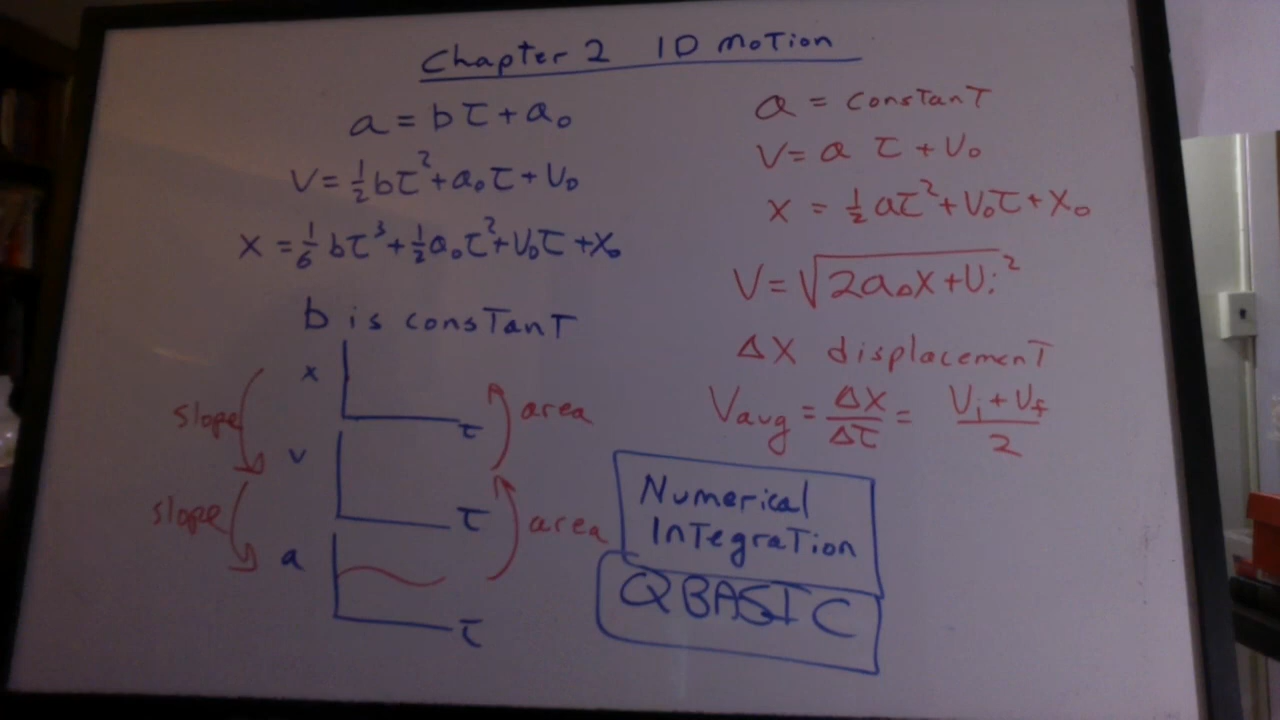 Chapter 2 1D Motion
a = bt + a₀
v = ½bt² + a₀t + v₀
x = ⅙bt³ + ½a₀t² + v₀t + x₀
b is constant
a = constant
v = a t + v₀
x = ½at² + v₀t + x₀
v = √(2aΔx + vᵢ²)
Δx displacement
Vavg = Δx/Δt = (vᵢ + v_f)/2
x
t
slope
area
v
t
slope
area
a
t
Numerical
Integration
QBASIC